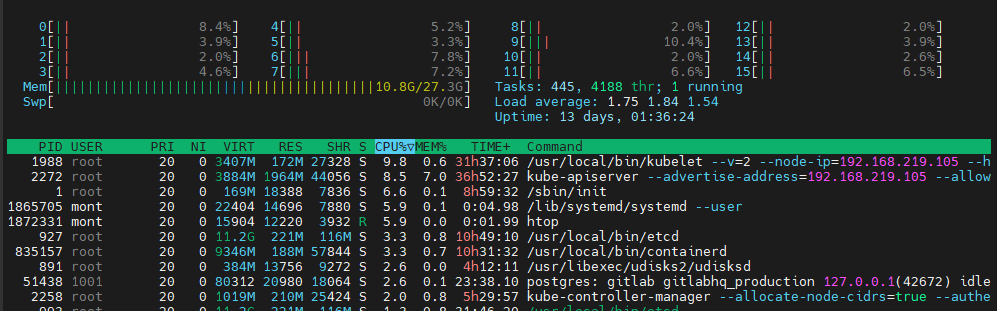 0[|| 8.4%] 4[|| 5.2%] 8[|| 2.0%] 12[|| 2.0%]
1[| 3.9%] 5[|| 3.3%] 9[||| 10.4%] 13[|| 3.9%]
2[| 2.0%] 6[||| 7.8%] 10[|| 2.0%] 14[|| 2.6%]
3[|| 4.6%] 7[||| 7.2%] 11[|| 6.6%] 15[|| 6.5%]
Mem[||||||||||||||||||||||||||||||||||||||||10.8G/27.3G] Tasks: 445, 4188 thr; 1 running
Swp[ 0K/0K] Load average: 1.75 1.84 1.54
Uptime: 13 days, 01:36:24
PID USER PRI NI VIRT RES SHR S CPU%▽MEM% TIME+ Command
1988 root 20 0 3407M 172M 27328 S 9.8 0.6 31h37:06 /usr/local/bin/kubelet --v=2 --node-ip=192.168.219.105 --h
2272 root 20 0 3884M 1964M 44056 S 8.5 7.0 36h52:27 kube-apiserver --advertise-address=192.168.219.105 --allow
1 root 20 0 169M 18388 7836 S 6.6 0.1 8h59:32 /sbin/init
1865705 mont 20 0 22404 14696 7880 S 5.9 0.1 0:04.98 /lib/systemd/systemd --user
1872331 mont 20 0 15904 12220 3932 R 5.9 0.0 0:01.99 htop
927 root 20 0 11.2G 221M 116M S 3.3 0.8 10h49:10 /usr/local/bin/etcd
835157 root 20 0 9346M 188M 57844 S 3.3 0.7 10h31:32 /usr/local/bin/containerd
891 root 20 0 384M 13756 9272 S 2.6 0.0 4h12:11 /usr/libexec/udisks2/udisksd
51438 1001 20 0 80312 20980 18064 S 2.6 0.1 23:38.10 postgres: gitlab gitlabhq_production 127.0.0.1(42672) idle
2258 root 20 0 1019M 210M 25424 S 2.0 0.8 5h29:57 kube-controller-manager --allocate-node-cidrs=true --authe